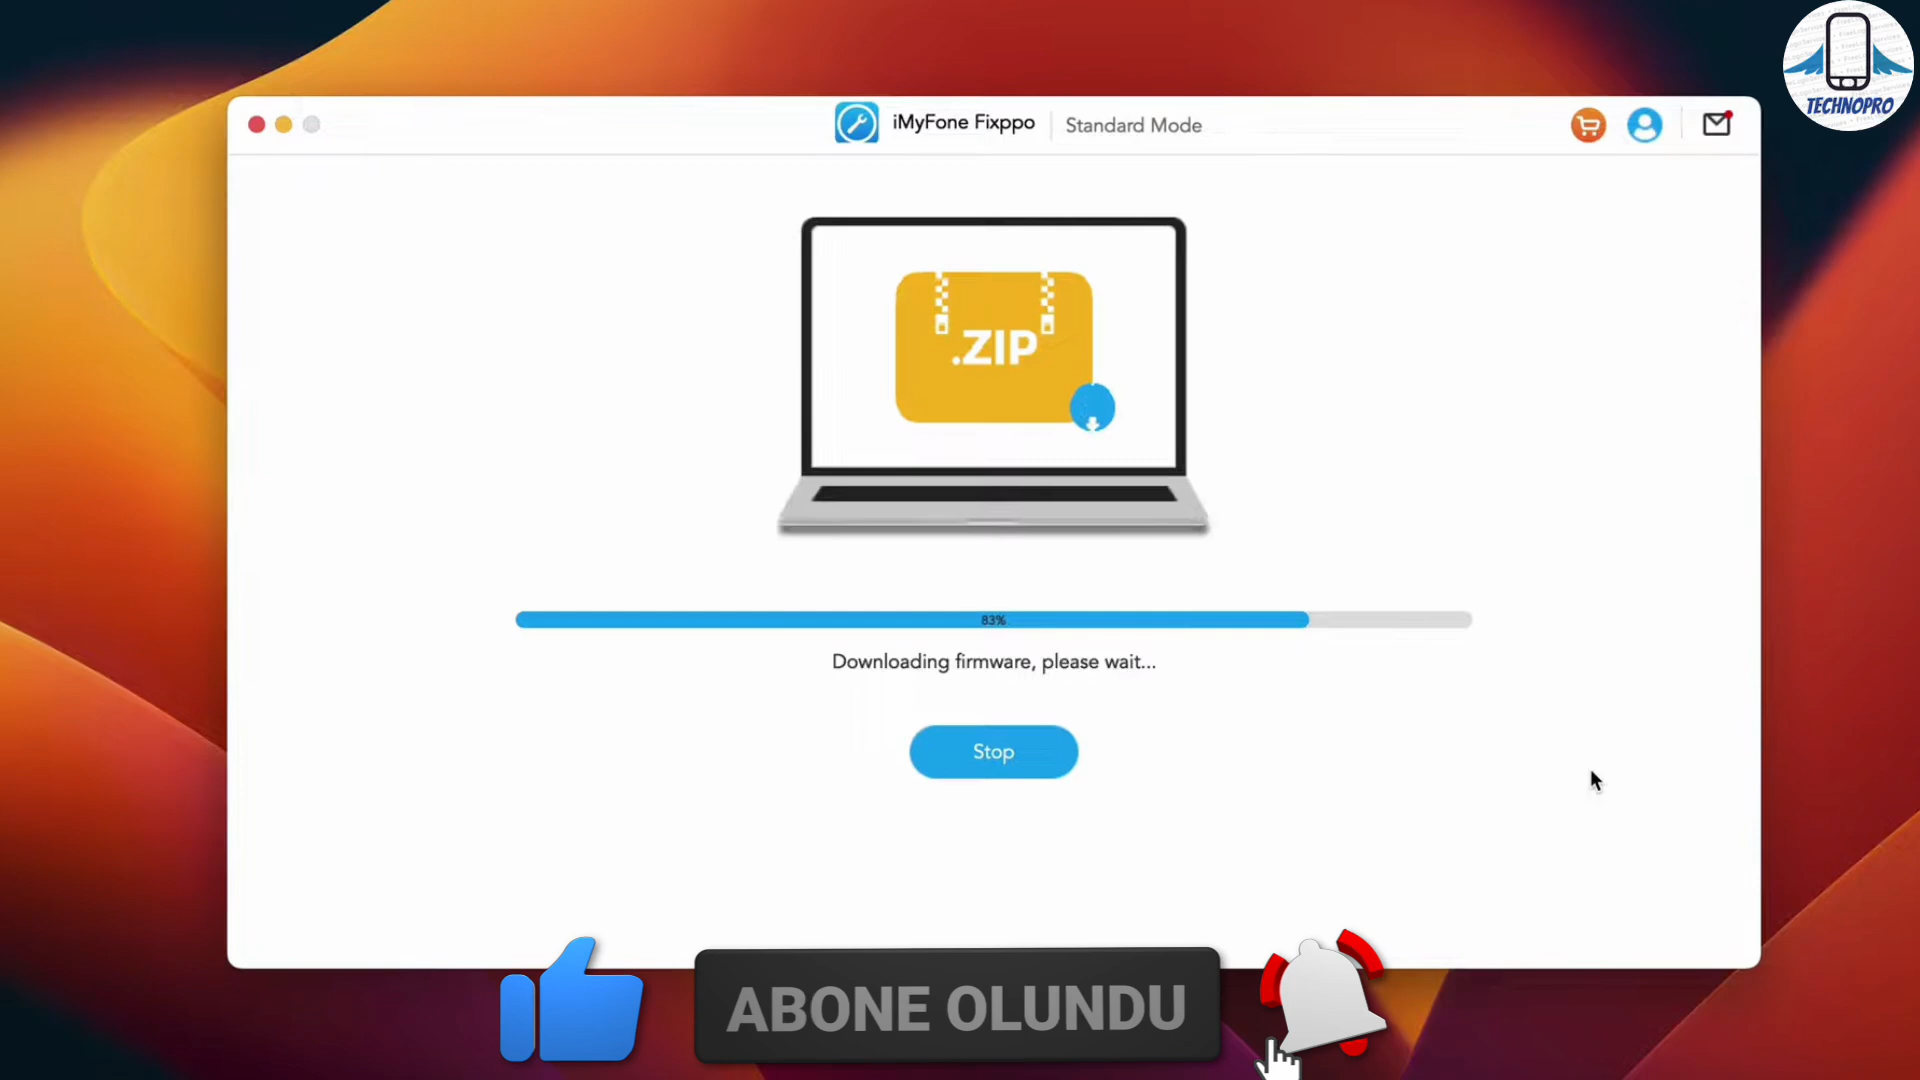 TECHNOPRO
iMyFone Fixppo
Standard Mode
.ZIP
83%
Downloading firmware, please wait...
Stop
ABONE OLUNDU